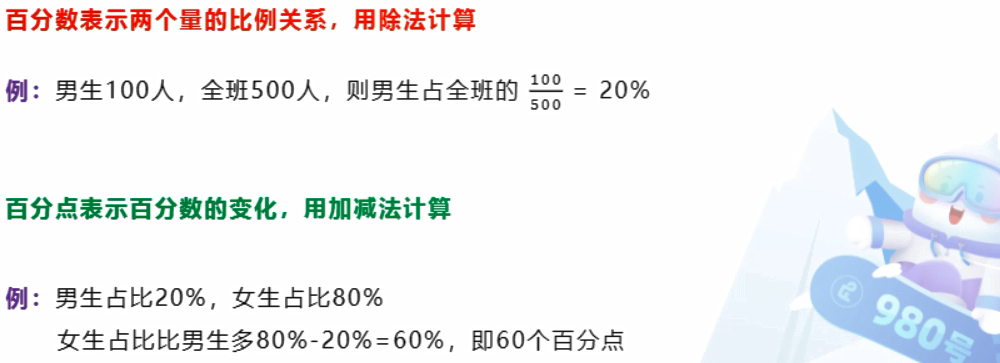 百分数表示两个量的比例关系，用除法计算
例：男生100人，全班500人，则男生占全班的 100/500 = 20%
百分点表示百分数的变化，用加减法计算
例：男生占比20%，女生占比80%
女生占比比男生多80%-20%=60%，即60个百分点
980号